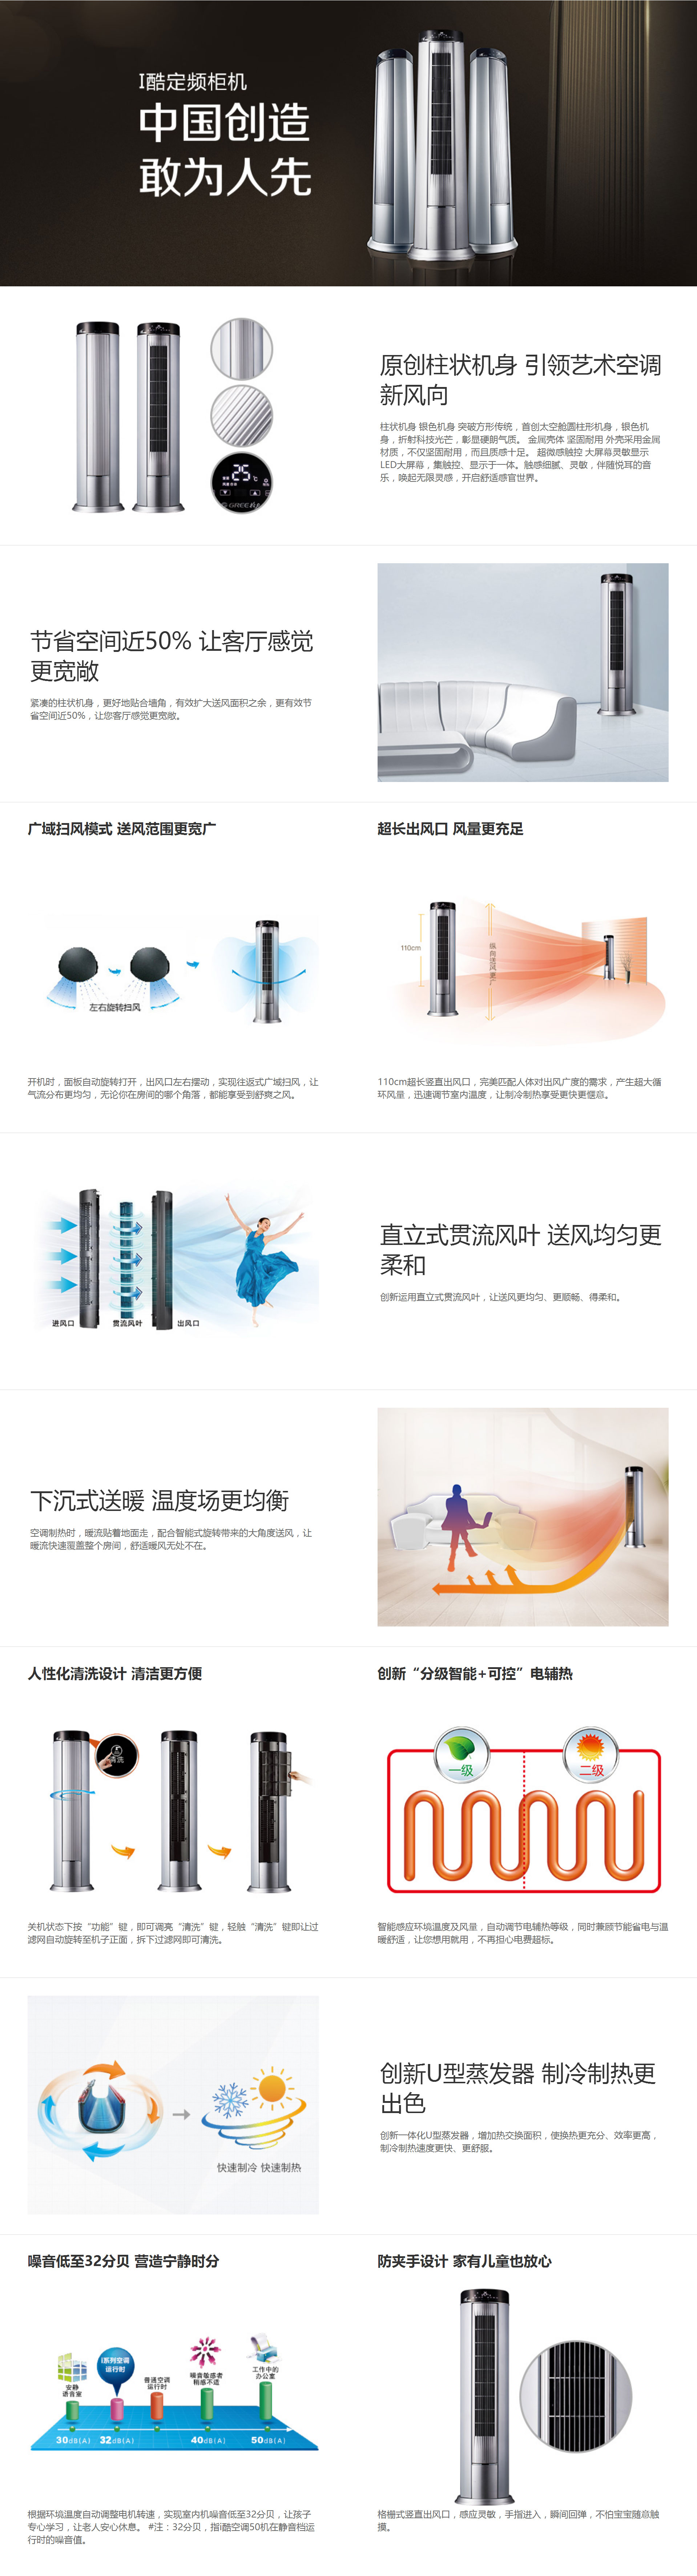 I酷定频柜机
中国创造
敢为人先
原创柱状机身 引领艺术空调
新风向
柱状机身 银色机身 突破方形传统，首创太空舱圆柱形机身，银色机
身，折射科技光芒，彰显硬朗气质。 金属壳体 坚固耐用 外壳采用金属
材质，不仅坚固耐用，而且质感十足。 超微感触控 大屏幕灵敏显示
LED大屏幕，集触控、显示于一体。触感细腻、灵敏，伴随悦耳的音
乐，唤起无限灵感，开启舒适感官世界。
25
℃
GREE
节省空间近50% 让客厅感觉
更宽敞
紧凑的柱状机身，更好地贴合墙角，有效扩大送风面积之余，更有效节
省空间近50%，让您客厅感觉更宽敞。
广域扫风模式 送风范围更宽广
左右旋转扫风
开机时，面板自动旋转打开，出风口左右摆动，实现往返式广域扫风，让
气流分布更均匀，无论你在房间的哪个角落，都能享受到舒爽之风。
超长出风口 风量更充足
110cm
纵向送风更广
110cm超长竖直出风口，完美匹配人体对出风广度的需求，产生超大循
环风量，迅速调节室内温度，让制冷制热享受更快更惬意。
进风口 贯流风叶 出风口
直立式贯流风叶 送风均匀更
柔和
创新运用直立式贯流风叶，让送风更均匀、更顺畅、得柔和。
下沉式送暖 温度场更均衡
空调制热时，暖流贴着地面走，配合智能式旋转带来的大角度送风，让
暖流快速覆盖整个房间，舒适暖风无处不在。
人性化清洗设计 清洁更方便
清洗
关机状态下按“功能”键，即可调亮“清洗”键，轻触“清洗”键即让过
滤网自动旋转至机子正面，拆下过滤网即可清洗。
创新“分级智能+可控”电辅热
一级
二级
智能感应环境温度及风量，自动调节电辅热等级，同时兼顾节能省电与温
暖舒适，让您想用就用，不再担心电费超标。
快速制冷 快速制热
创新U型蒸发器 制冷制热更
出色
创新一体化U型蒸发器，增加热交换面积，使换热更充分、效率更高，
制冷制热速度更快、更舒服。
噪音低至32分贝 营造宁静时分
安静
语音室
i系列空调
运行时
普通空调
运行时
噪音敏感者
稍感不适
工作中的
办公室
30dB(A) 32dB(A) 40dB(A) 50dB(A)
根据环境温度自动调整电机转速，实现室内机噪音低至32分贝，让孩子
专心学习，让老人安心休息。 #注：32分贝，指i酷空调50机在静音档运
行时的噪音值。
防夹手设计 家有儿童也放心
格栅式竖直出风口，感应灵敏，手指进入，瞬间回弹，不怕宝宝随意触
摸。